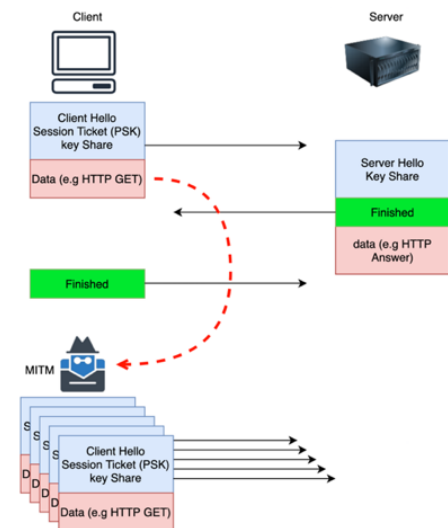 Client
Server
Client Hello
Session Ticket (PSK)
key Share
Data (e.g HTTP GET)
Server Hello
Key Share
Finished
data (e.g HTTP
Answer)
Finished
MITM
S
S
S
S
D
D
D
D
Client Hello
Session Ticket (PSK)
key Share
Data (e.g HTTP GET)